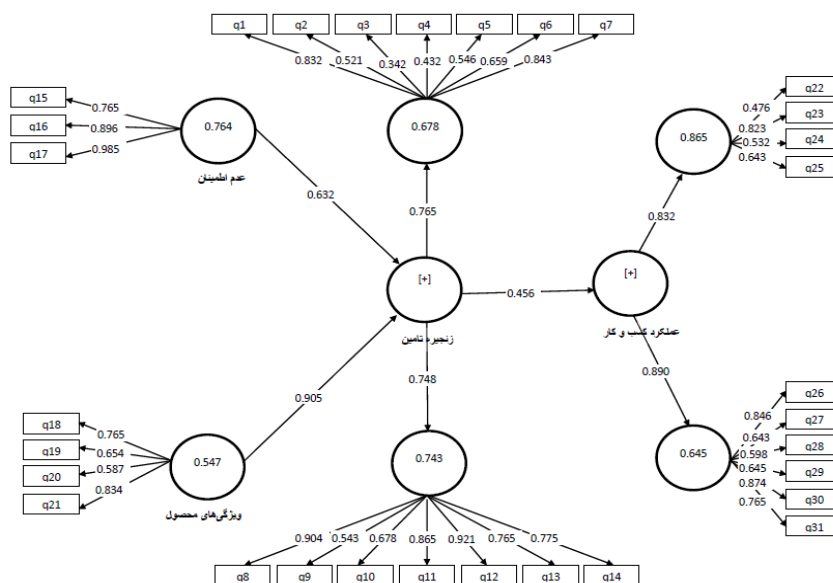 q1 q2 q3 q4 q5 q6 q7
0.832 0.521 0.342 0.432 0.546 0.659 0.843
q15
q16
q17
0.765
0.896
0.985
0.764
عدم اطمینان
0.678
q22
q23
q24
q25
0.476
0.823
0.532
0.643
0.865
0.632
0.765
0.832
[+]
زنجیره تامین
0.456
[+]
عملکرد کسب و کار
0.905
0.748
0.890
q18
q19
q20
q21
0.765
0.654
0.587
0.834
0.547
ویژگی‌های محصول
0.743
0.645
q26
q27
q28
q29
q30
q31
0.846
0.643
0.598
0.645
0.874
0.765
0.904 0.543 0.678 0.865 0.921 0.765 0.775
q8 q9 q10 q11 q12 q13 q14